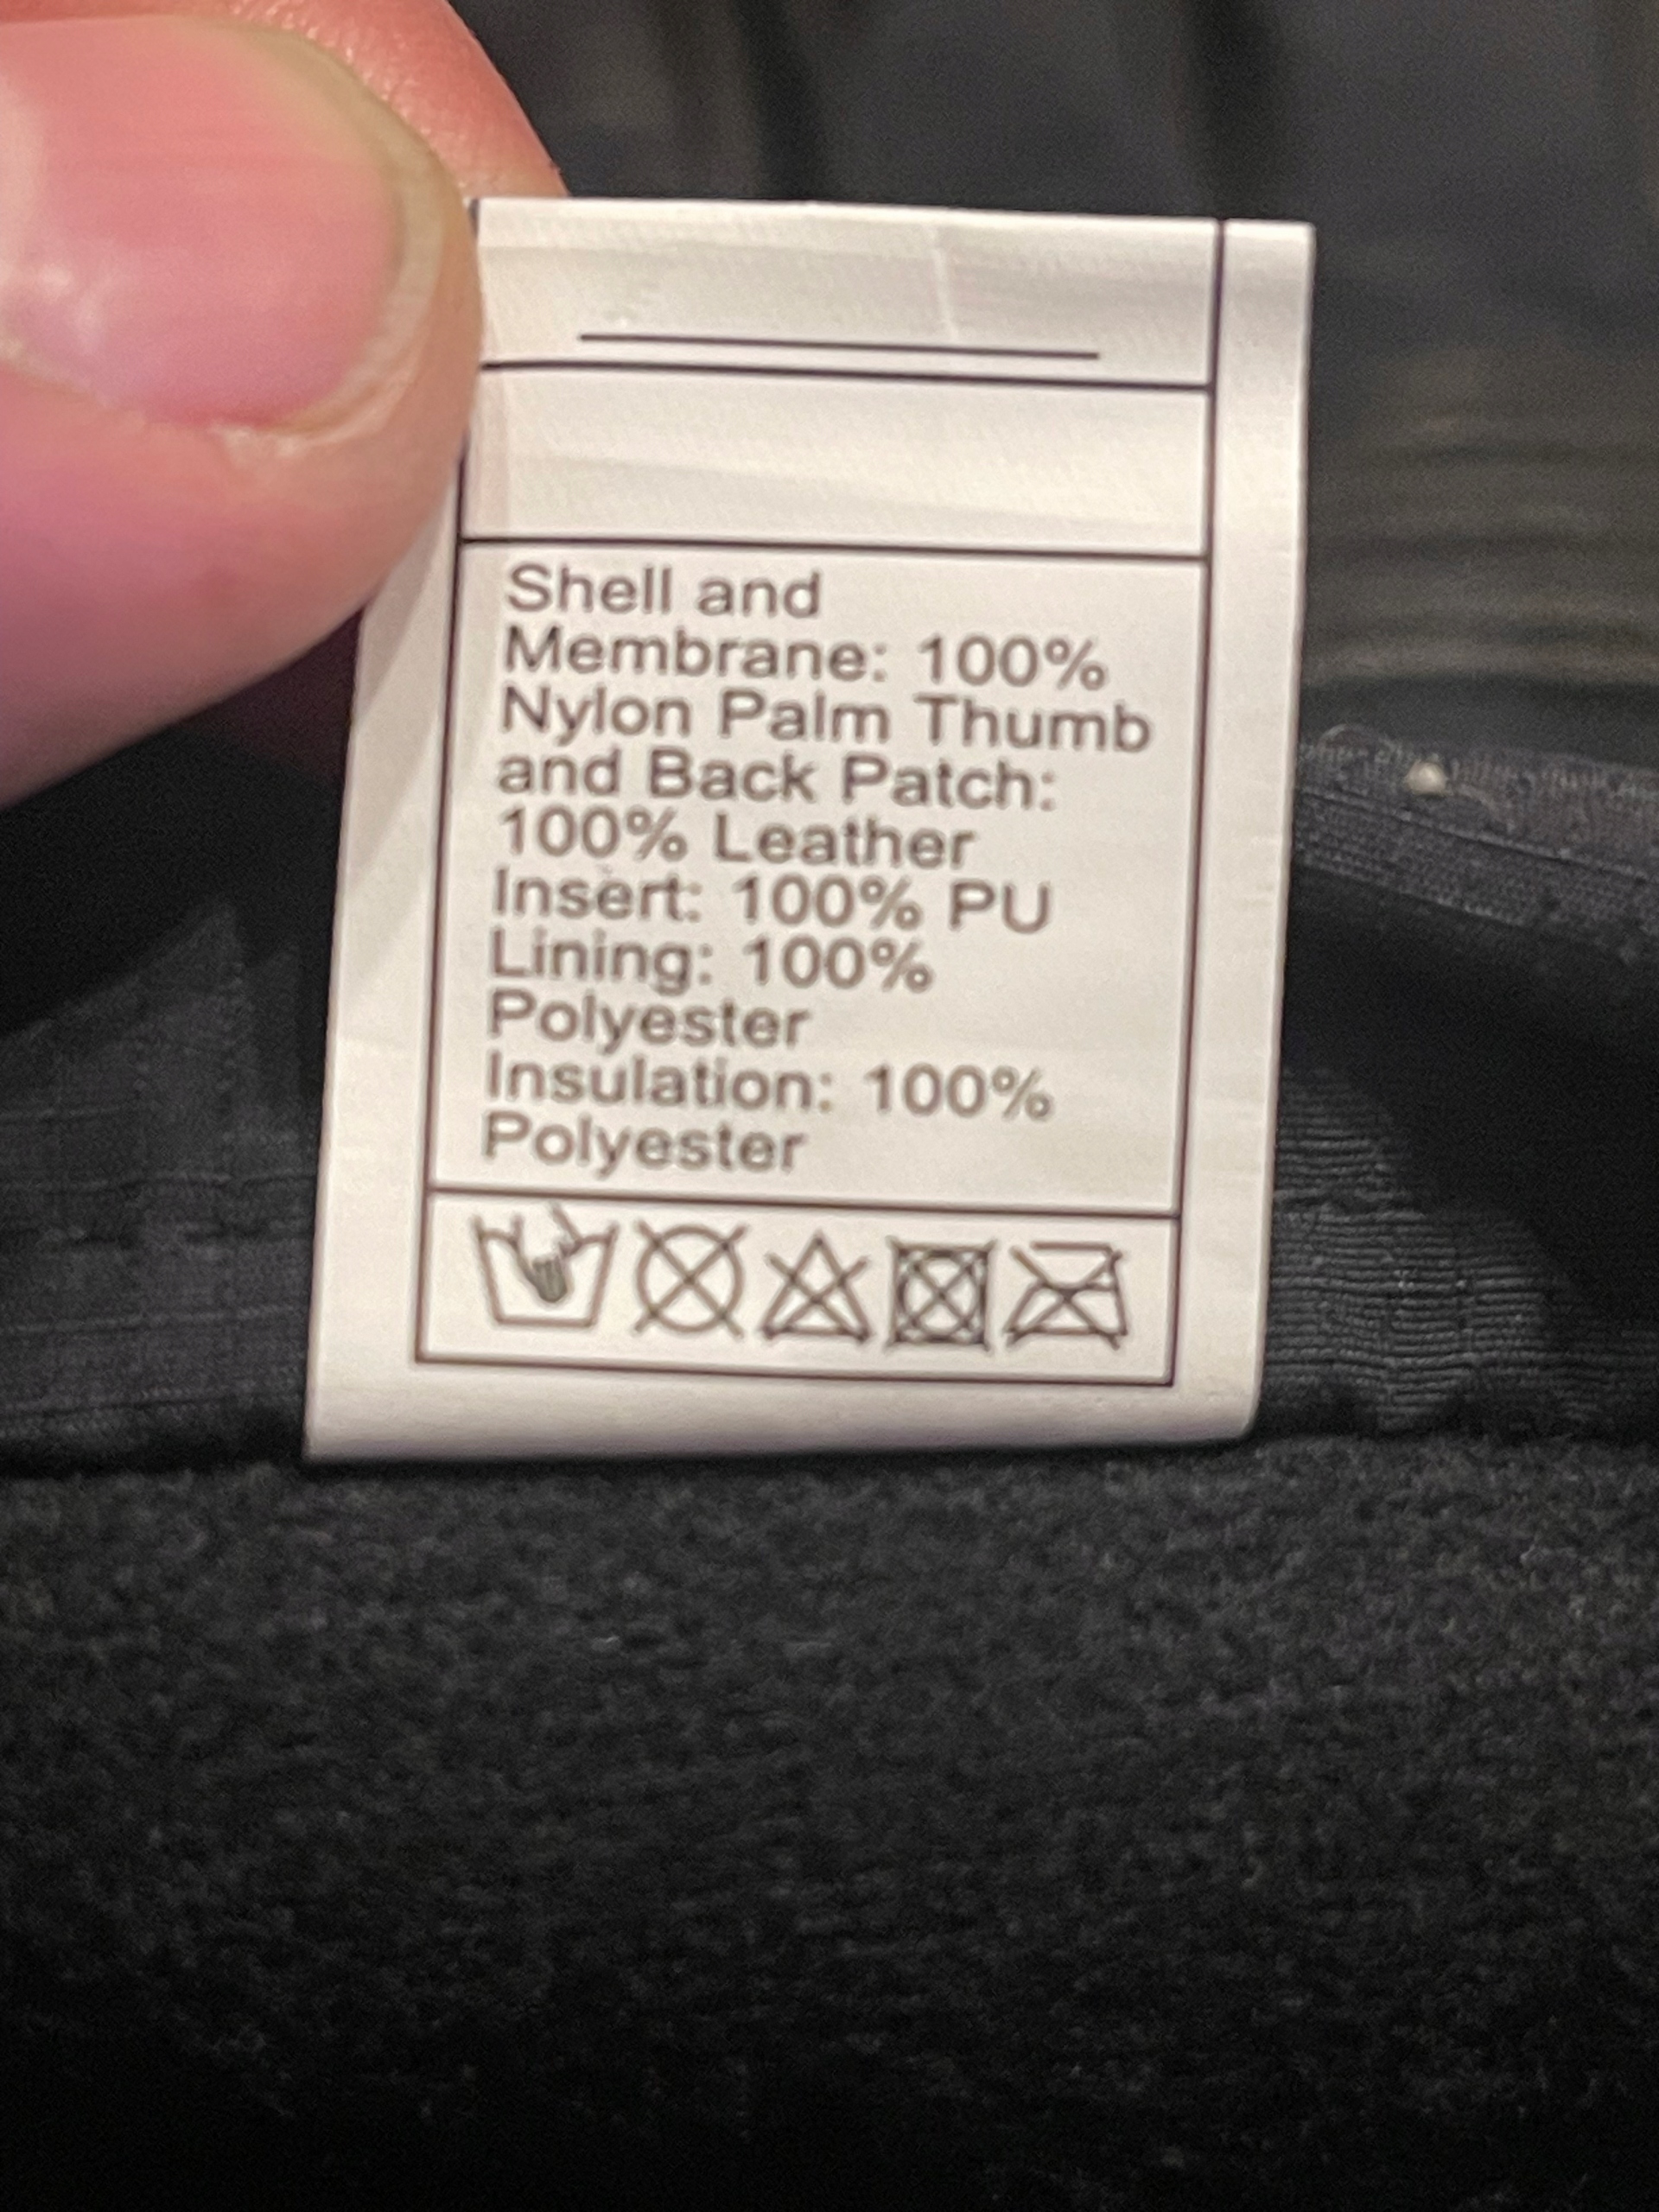 Shell and
Membrane: 100%
Nylon Palm Thumb
and Back Patch:
100% Leather
Insert: 100% PU
Lining: 100%
Polyester
Insulation: 100%
Polyester